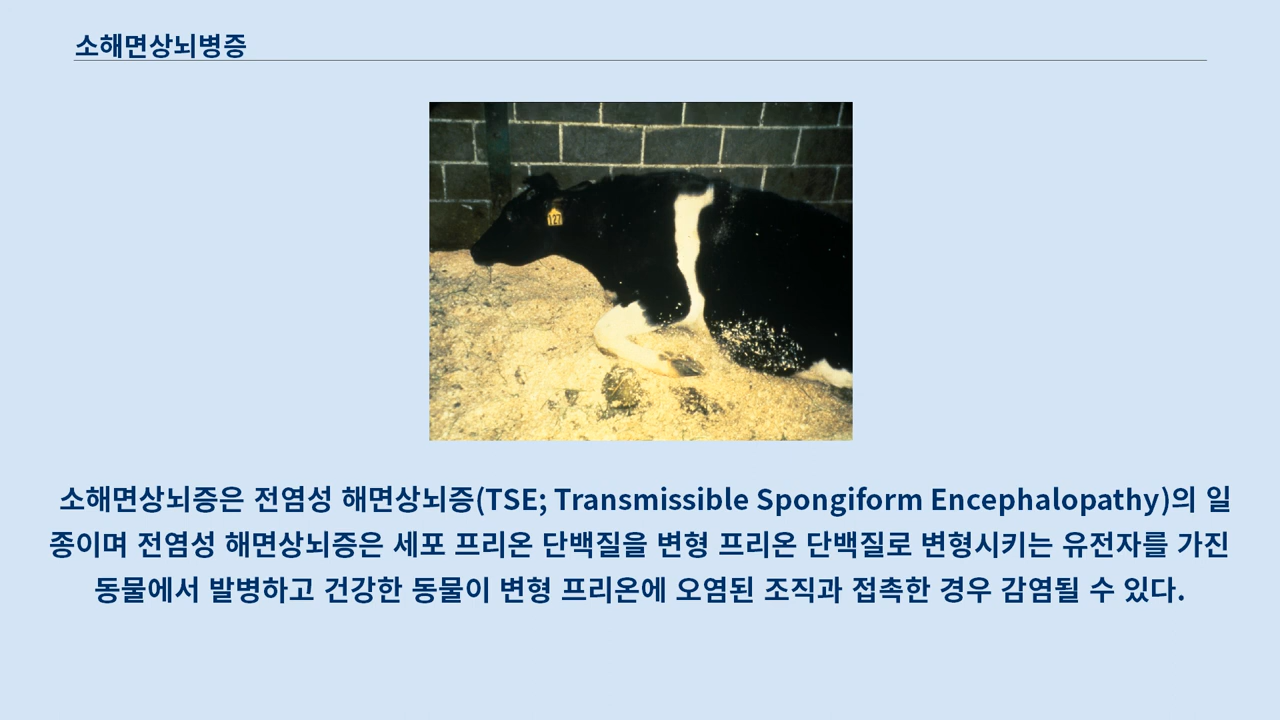 소해면상뇌병증
127
소해면상뇌증은 전염성 해면상뇌증(TSE; Transmissible Spongiform Encephalopathy)의 일
종이며 전염성 해면상뇌증은 세포 프리온 단백질을 변형 프리온 단백질로 변형시키는 유전자를 가진
동물에서 발병하고 건강한 동물이 변형 프리온에 오염된 조직과 접촉한 경우 감염될 수 있다.